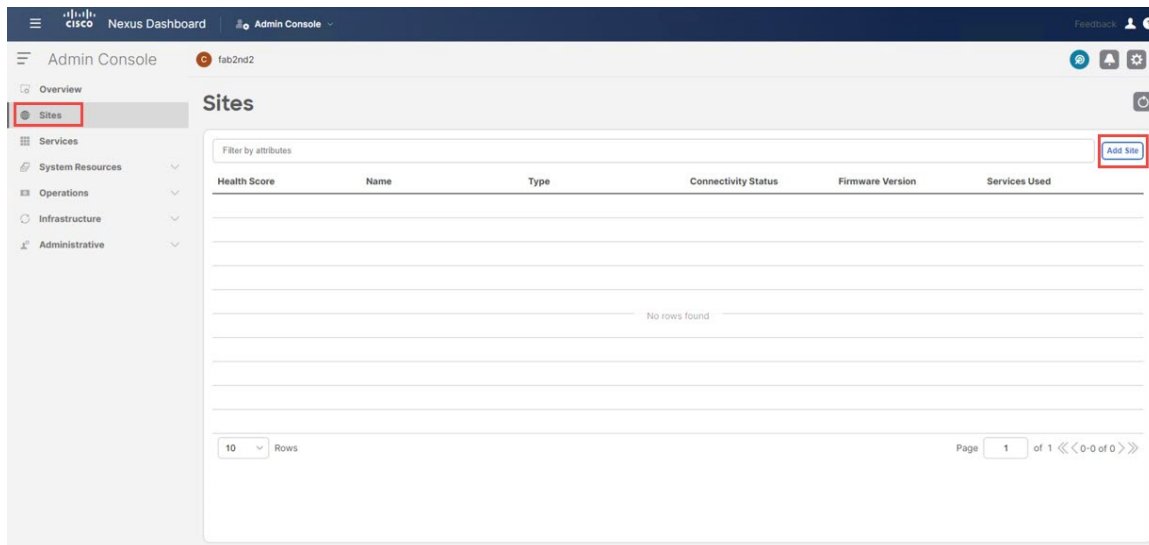 CISCO Nexus Dashboard Admin Console Feedback
Admin Console
C fab2nd2
Overview
Sites
Services
System Resources
Operations
Infrastructure
Administrative
Sites
Filter by attributes Add Site
Health Score Name Type Connectivity Status Firmware Version Services Used
No rows found
10 Rows Page 1 of 1 0-0 of 0